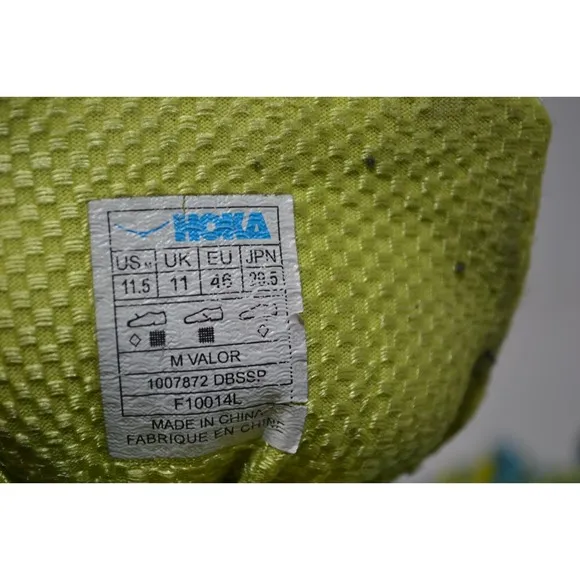 HOKA
US M UK EU JPN
11.5 11 46 29.5
M VALOR
1007872 DBSSP
F10014L
MADE IN CHINA
FABRIQUE EN CHINE